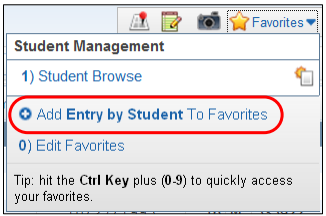 Favorites
Student Management
1) Student Browse
Add Entry by Student To Favorites
0) Edit Favorites
Tip: hit the Ctrl Key plus (0-9) to quickly access
your favorites.